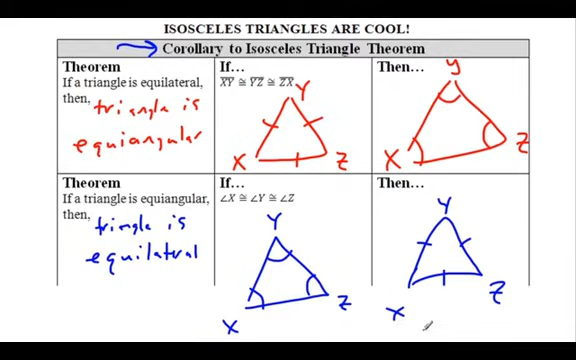 ISOSCELES TRIANGLES ARE COOL!
Corollary to Isosceles Triangle Theorem
Theorem
If a triangle is equilateral,
then, triangle is
equiangular
If...
XY ≅ YZ ≅ ZX
Y
X
Z
Then...
Y
X
Z
Theorem
If a triangle is equiangular,
then, triangle is
equilateral
If...
∠X ≅ ∠Y ≅ ∠Z
Y
X
Z
Then...
Y
X
Z